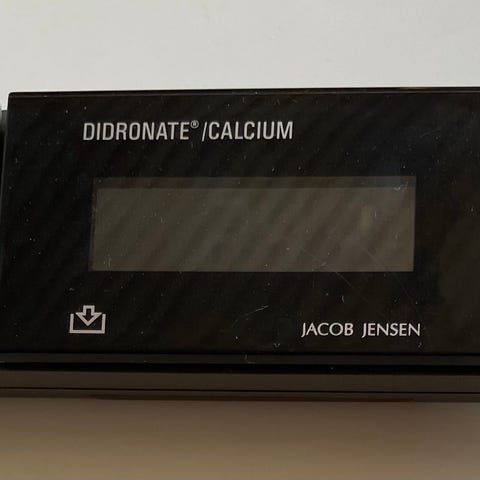 DIDRONATE®/CALCIUM
JACOB JENSEN